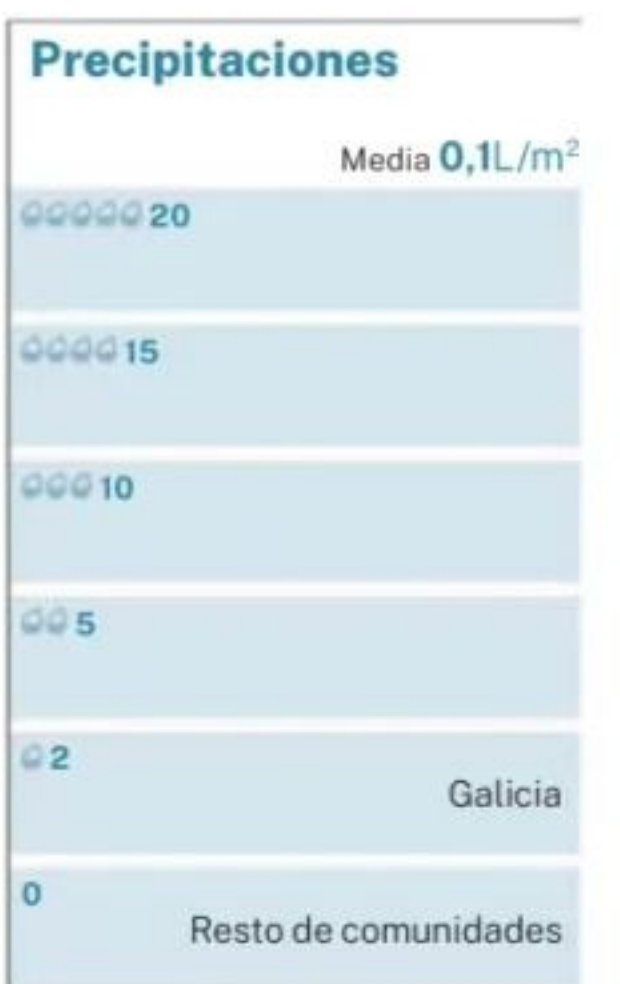 Precipitaciones
Media 0,1L/m²
20
15
10
5
2
Galicia
0
Resto de comunidades